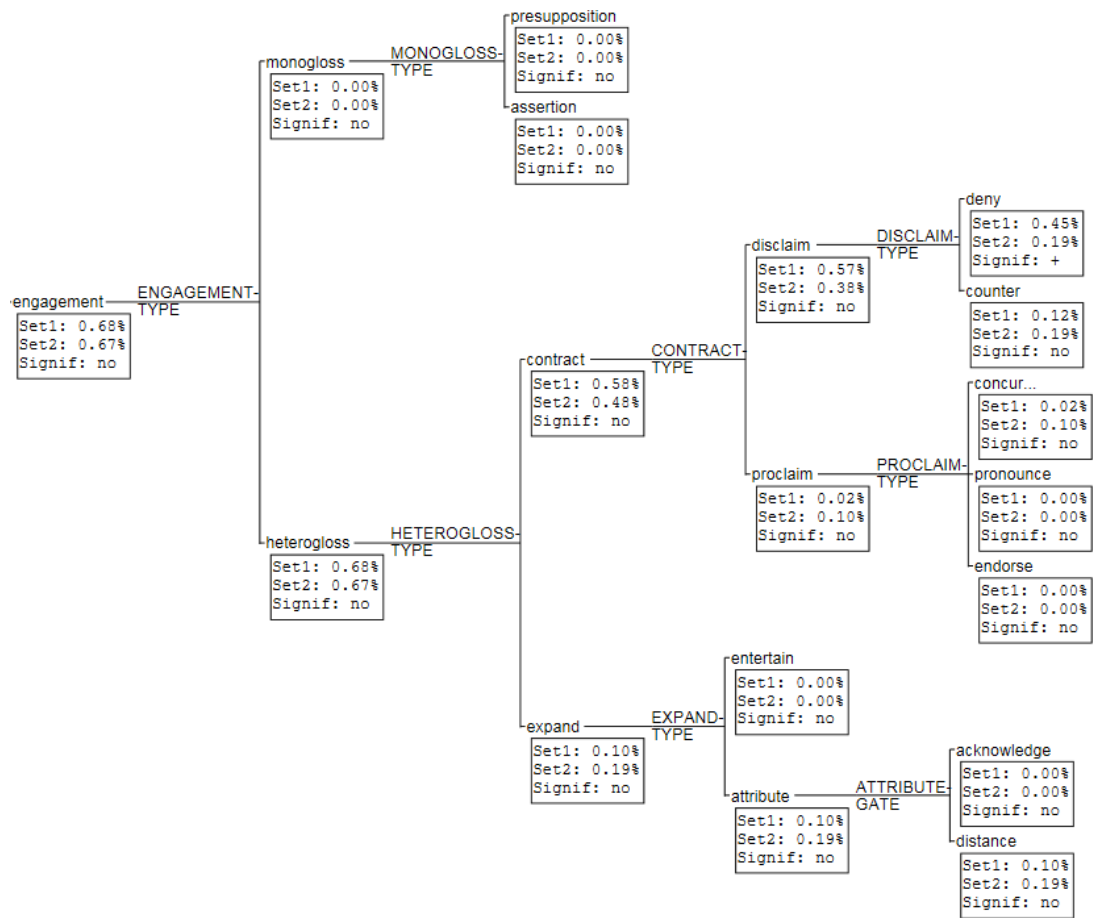 presupposition
Set1: 0.00%
Set2: 0.00%
Signif: no
monogloss
MONOGLOSS-
TYPE
Set1: 0.00%
Set2: 0.00%
Signif: no
assertion
Set1: 0.00%
Set2: 0.00%
Signif: no
deny
Set1: 0.45%
Set2: 0.19%
Signif: +
disclaim
DISCLAIM-
TYPE
Set1: 0.57%
Set2: 0.38%
Signif: no
counter
Set1: 0.12%
Set2: 0.19%
Signif: no
engagement
ENGAGEMENT-
TYPE
Set1: 0.68%
Set2: 0.67%
Signif: no
contract
CONTRACT-
TYPE
Set1: 0.58%
Set2: 0.48%
Signif: no
concur...
Set1: 0.02%
Set2: 0.10%
Signif: no
proclaim
PROCLAIM-
TYPE
Set1: 0.02%
Set2: 0.10%
Signif: no
pronounce
Set1: 0.00%
Set2: 0.00%
Signif: no
heterogloss
HETEROGLOSS-
TYPE
Set1: 0.68%
Set2: 0.67%
Signif: no
endorse
Set1: 0.00%
Set2: 0.00%
Signif: no
entertain
Set1: 0.00%
Set2: 0.00%
Signif: no
expand
EXPAND-
TYPE
Set1: 0.10%
Set2: 0.19%
Signif: no
acknowledge
Set1: 0.00%
Set2: 0.00%
Signif: no
attribute
ATTRIBUTE-
GATE
Set1: 0.10%
Set2: 0.19%
Signif: no
distance
Set1: 0.10%
Set2: 0.19%
Signif: no